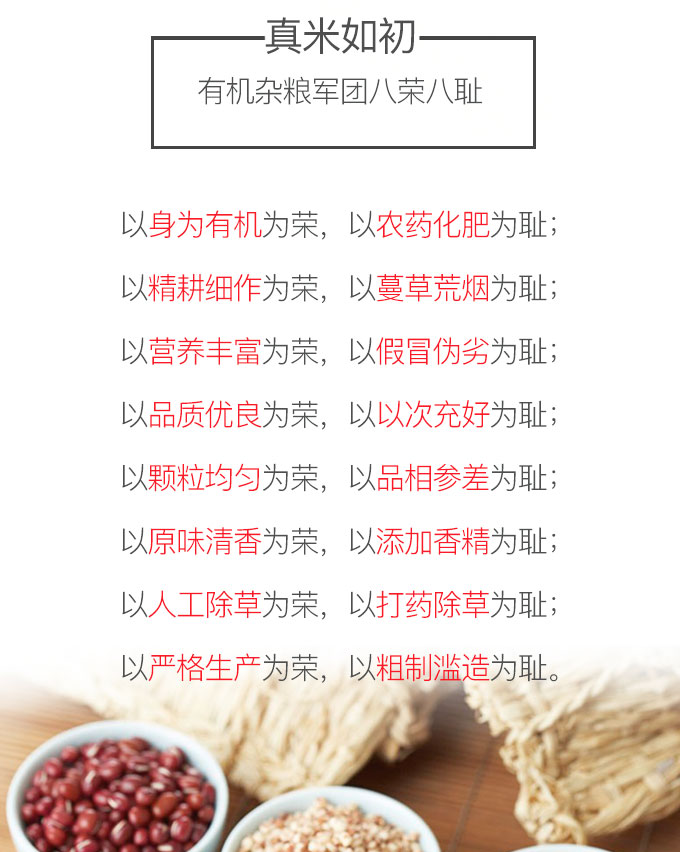 真米如初
有机杂粮军团八荣八耻
以身为有机为荣，以农药化肥为耻；
以精耕细作为荣，以蔓草荒烟为耻；
以营养丰富为荣，以假冒伪劣为耻；
以品质优良为荣，以以次充好为耻；
以颗粒均匀为荣，以品相参差为耻；
以原味清香为荣，以添加香精为耻；
以人工除草为荣，以打药除草为耻；
以严格生产为荣，以粗制滥造为耻。